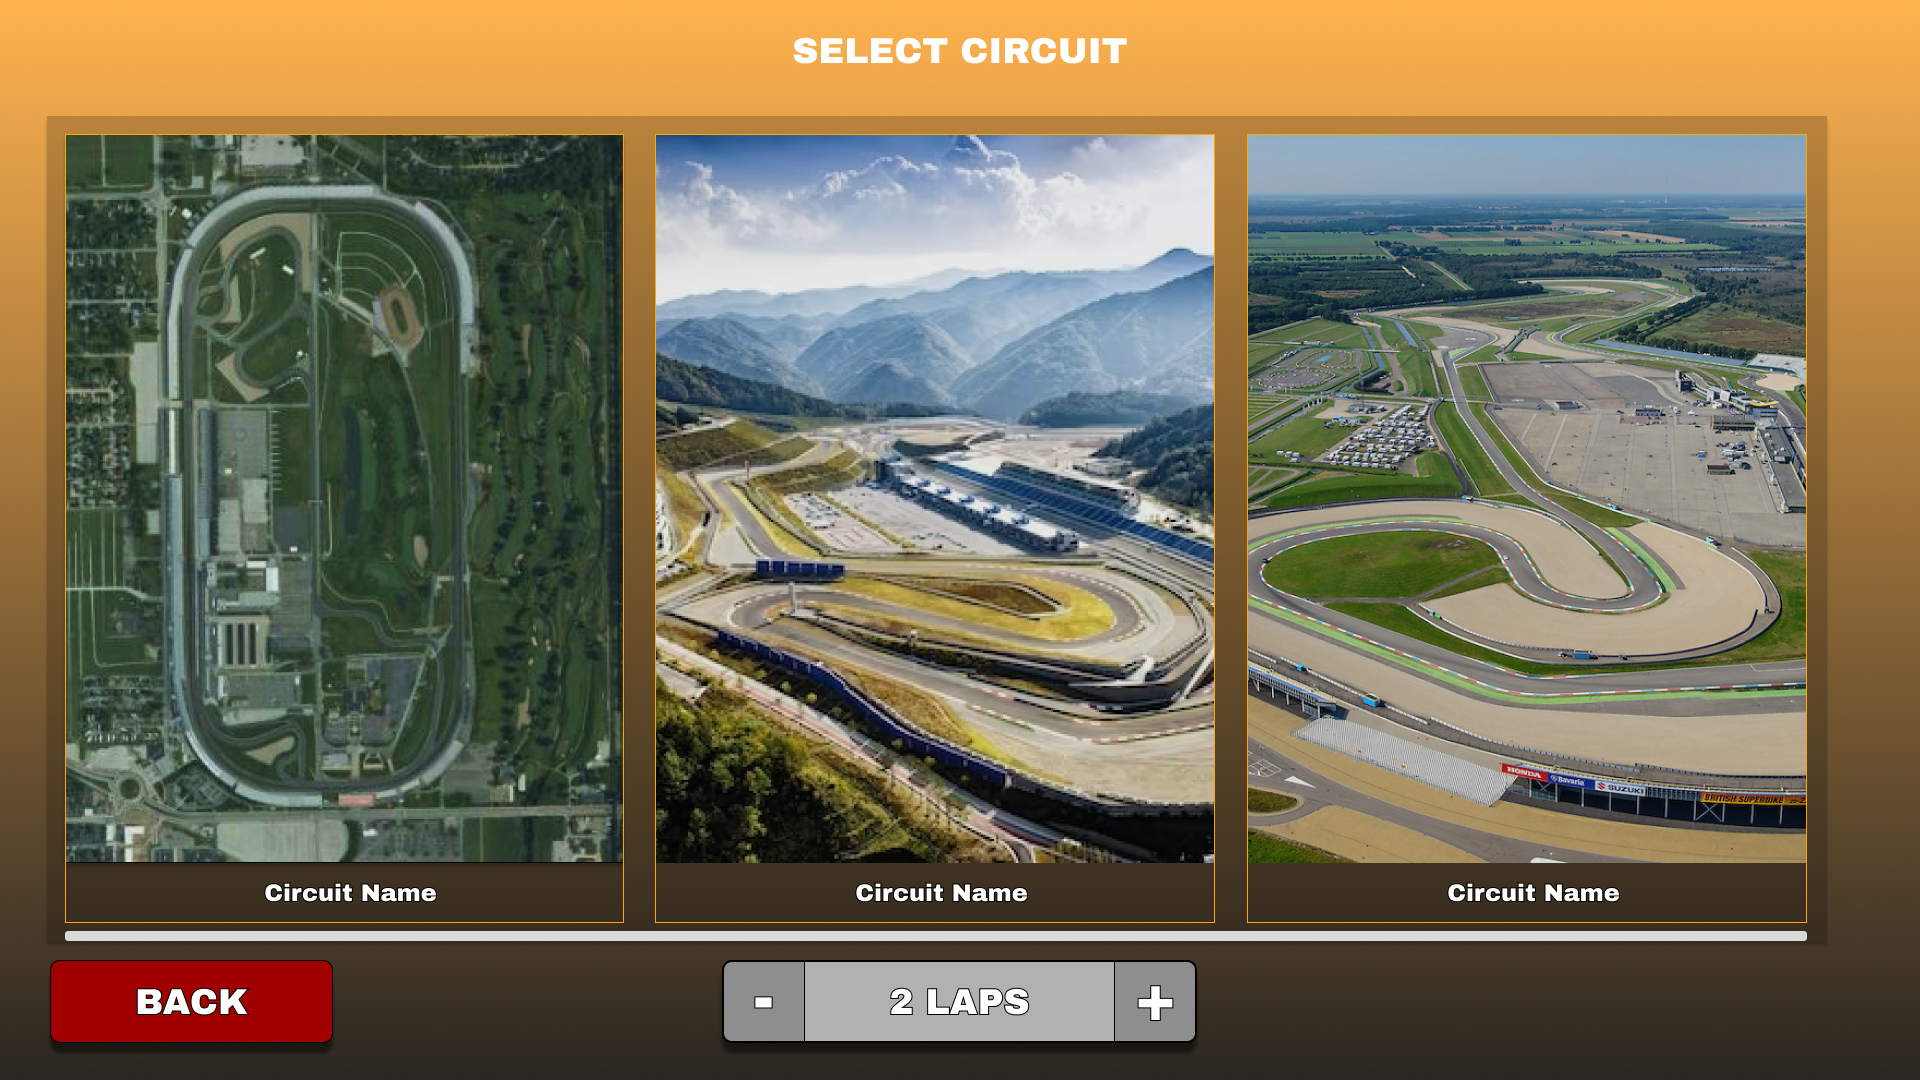 SELECT CIRCUIT
HONDA
Bavaria
SUZUKI
BRITISH SUPERBIKE
Circuit Name
Circuit Name
Circuit Name
BACK
-
2 LAPS
+